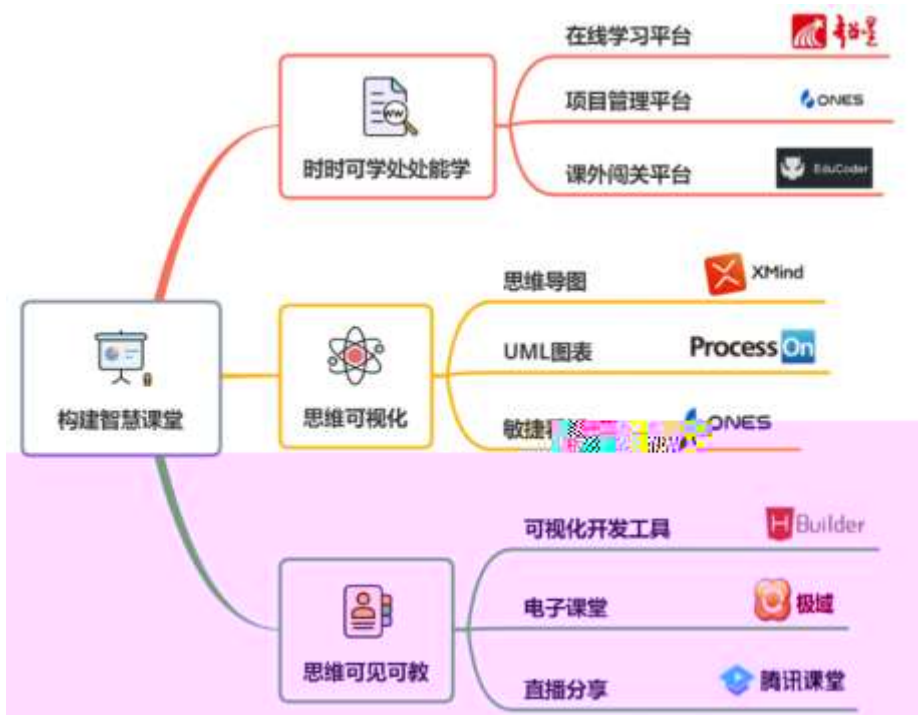 在线学习平台
项目管理平台 ONES
课外闯关平台 EduCoder
时时可学处处能学
思维导图 XMind
UML图表 ProcessOn
敏捷 ONES
构建智慧课堂
思维可视化
可视化开发工具 HBuilder
电子课堂 极域
直播分享 腾讯课堂
思维可见可教